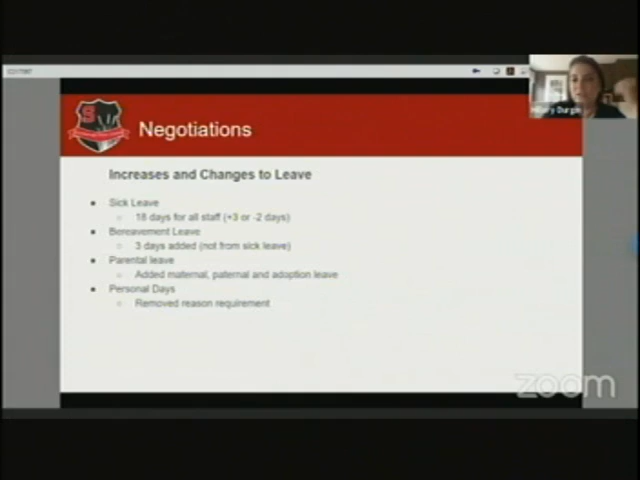 Negotiations
Increases and Changes to Leave
Sick Leave
18 days for all staff (+3 or -2 days)
Bereavement Leave
3 days added (not from sick leave)
Parental leave
Added maternal, paternal and adoption leave
Personal Days
Removed reason requirement
zoom